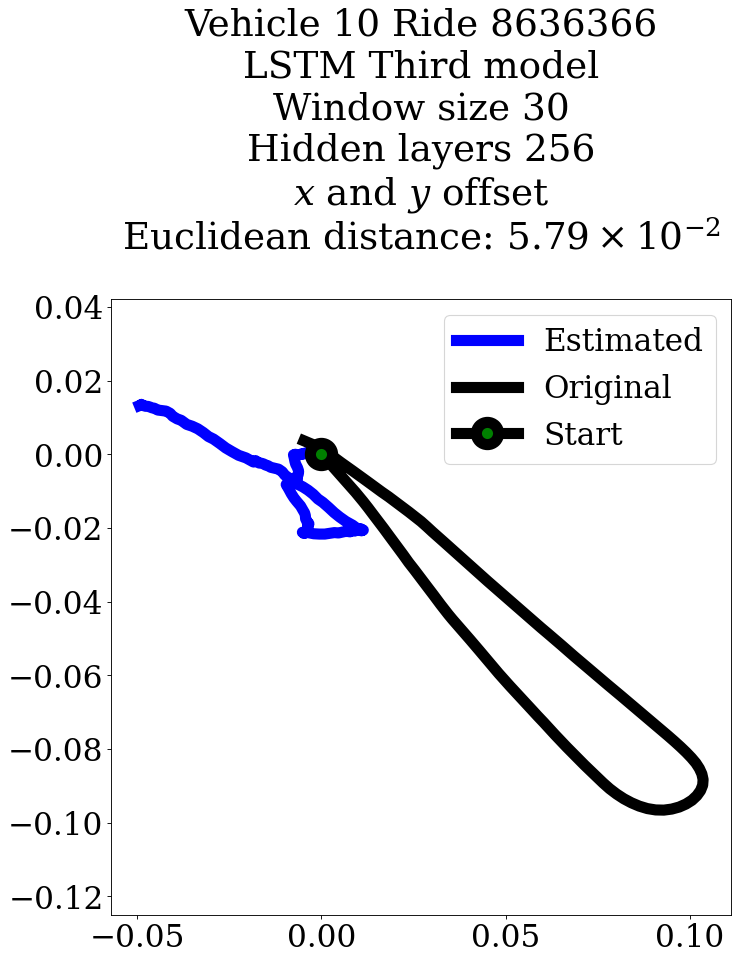 Vehicle 10 Ride 8636366
LSTM Third model
Window size 30
Hidden layers 256
x and y offset
Euclidean distance: 5.79 × 10⁻²
0.04
0.02
0.00
−0.02
−0.04
−0.06
−0.08
−0.10
−0.12
Estimated
Original
Start
−0.05 0.00 0.05 0.10